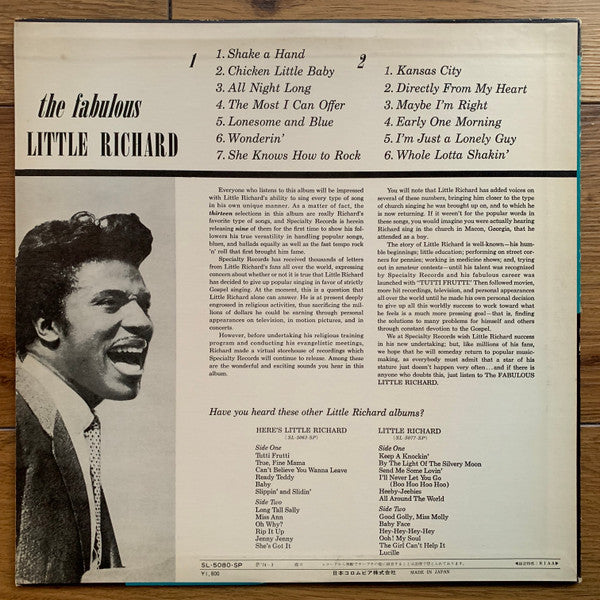 the fabulous
LITTLE RICHARD
1
1. Shake a Hand
2. Chicken Little Baby
3. All Night Long
4. The Most I Can Offer
5. Lonesome and Blue
6. Wonderin'
7. She Knows How to Rock
2
1. Kansas City
2. Directly From My Heart
3. Maybe I'm Right
4. Early One Morning
5. I'm Just a Lonely Guy
6. Whole Lotta Shakin'
Everyone who listens to this album will be impressed
with Little Richard's ability to sing every type of song
in his own unique manner. As a matter of fact, the
thirteen selections in this album are really Richard's
favorite type of songs, and Specialty Records is herein
releasing nine of them for the first time to show his fol-
lowers his true versatility in handling popular songs,
blues, and ballads equally as well as the fast tempo rock
'n' roll that first brought him fame.
Specialty Records has received thousands of letters
from Little Richard's fans all over the world, expressing
concern about whether or not it is true that Little Richard
has decided to give up popular singing in favor of strictly
Gospel singing. At the moment, this is a question that
Little Richard alone can answer. He is at present deeply
engrossed in religious activities, thus sacrificing the mil-
lions of dollars he could be earning through personal
appearances on television, in motion pictures, and in
concerts.
However, before undertaking his religious training
program and conducting his evangelistic meetings,
Richard made a virtual storehouse of recordings which
Specialty Records will continue to release. Among these
are the wonderful and exciting sounds you hear in this
album.
You will note that Little Richard has added voices on
several of these numbers, bringing him closer to the type
of church singing he was brought up on, and to which he
is now returning. If it weren't for the popular words in
these songs, you would imagine you were actually hearing
Richard sing in the church in Macon, Georgia, that he
attended as a boy.
The story of Little Richard is well-known—his hum-
ble beginnings; little education; performing on street cor-
ners for pennies; working in medicine shows; and, trying
out in amateur contests—until his talent was recognized
by Specialty Records and his fabulous career was
launched with "TUTTI FRUTTI." Then followed movies,
more hit recordings, television, and personal appearances
all over the world until he made his own personal decision
to give up all this worldly success to work toward what
he feels is a much more pressing goal—that is, finding
the solutions to many problems for himself and others
through constant devotion to the Gospel.
We at Specialty Records wish Little Richard success
in his new undertaking; but, like millions of his fans,
we hope that he will someday return to popular music-
making, as everybody must admit that a star of his
stature just doesn't happen very often...and if there is
anyone who doubts this, just listen to The FABULOUS
LITTLE RICHARD.
Have you heard these other Little Richard albums?
HERE'S LITTLE RICHARD
(SL-5063-SP)
Side One
Tutti Frutti
True, Fine Mama
Can't Believe You Wanna Leave
Ready Teddy
Baby
Slippin' and Slidin'
Side Two
Long Tall Sally
Miss Ann
Oh Why?
Rip It Up
Jenny Jenny
She's Got It
LITTLE RICHARD
(SL-5077-SP)
Side One
Keep A Knockin'
By The Light Of The Silvery Moon
Send Me Some Lovin'
I'll Never Let You Go
(Boo Hoo Hoo Hoo)
Heeby-Jeebies
All Around The World
Side Two
Good Golly, Miss Molly
Baby Face
Hey-Hey-Hey-Hey
Ooh! My Soul
The Girl Can't Help It
Lucille
SL-5080-SP
¥1,800
日本コロムビア株式会社
MADE IN JAPAN